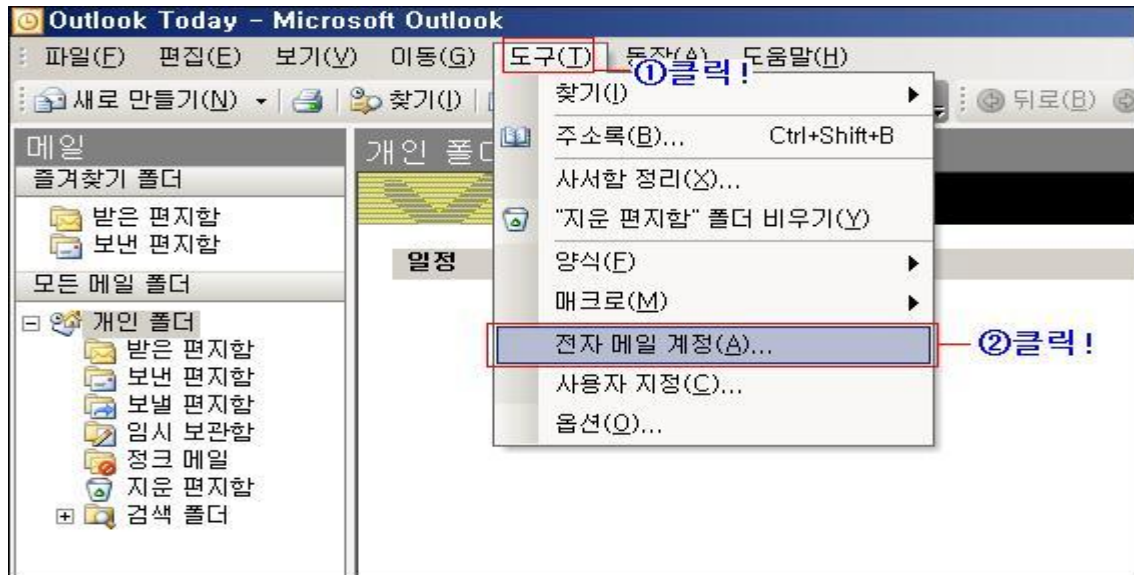 Outlook Today - Microsoft Outlook
파일(F) 편집(E) 보기(V) 이동(G) 도구(T) 동작(A) 도움말(H)
①클릭!
새로 만들기(N) 찾기(I) 뒤로(B)
메일
즐겨찾기 폴더
받은 편지함
보낸 편지함
모든 메일 폴더
개인 폴더
받은 편지함
보낸 편지함
보낼 편지함
임시 보관함
정크 메일
지운 편지함
검색 폴더
개인 폴더
일정
찾기(I)
주소록(B)... Ctrl+Shift+B
사서함 정리(X)...
"지운 편지함" 폴더 비우기(Y)
양식(F)
매크로(M)
전자 메일 계정(A)...
②클릭!
사용자 지정(C)...
옵션(O)...